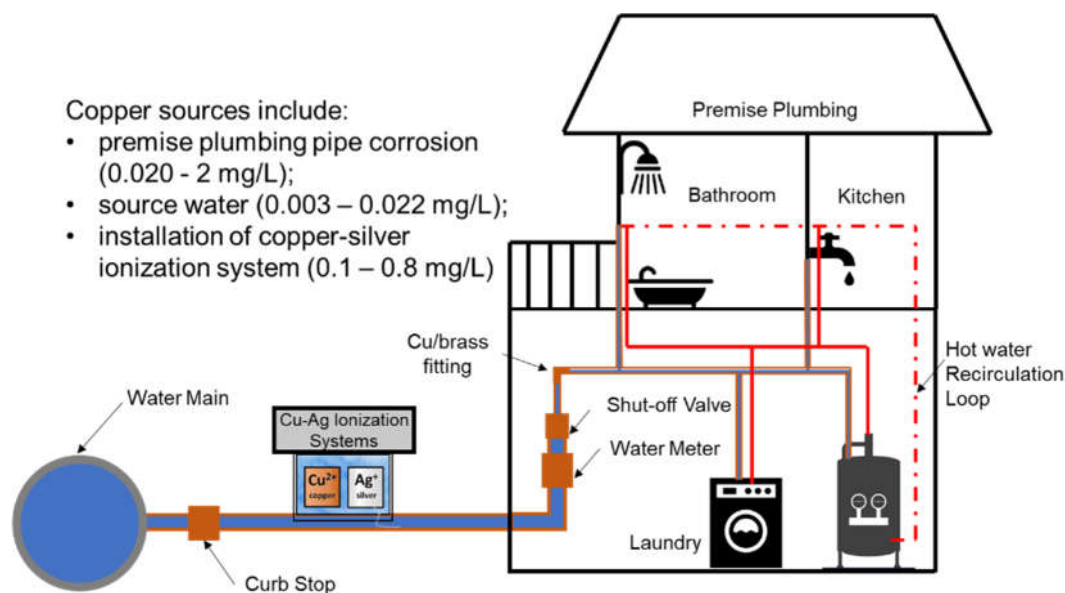 Copper sources include:
• premise plumbing pipe corrosion
(0.020 - 2 mg/L);
• source water (0.003 – 0.022 mg/L);
• installation of copper-silver
ionization system (0.1 – 0.8 mg/L)
Premise Plumbing
Bathroom
Kitchen
Cu/brass
fitting
Hot water
Recirculation
Loop
Water Main
Cu-Ag Ionization
Systems
Shut-off Valve
Water Meter
Cu²⁺
copper
Ag⁺
silver
Laundry
Curb Stop